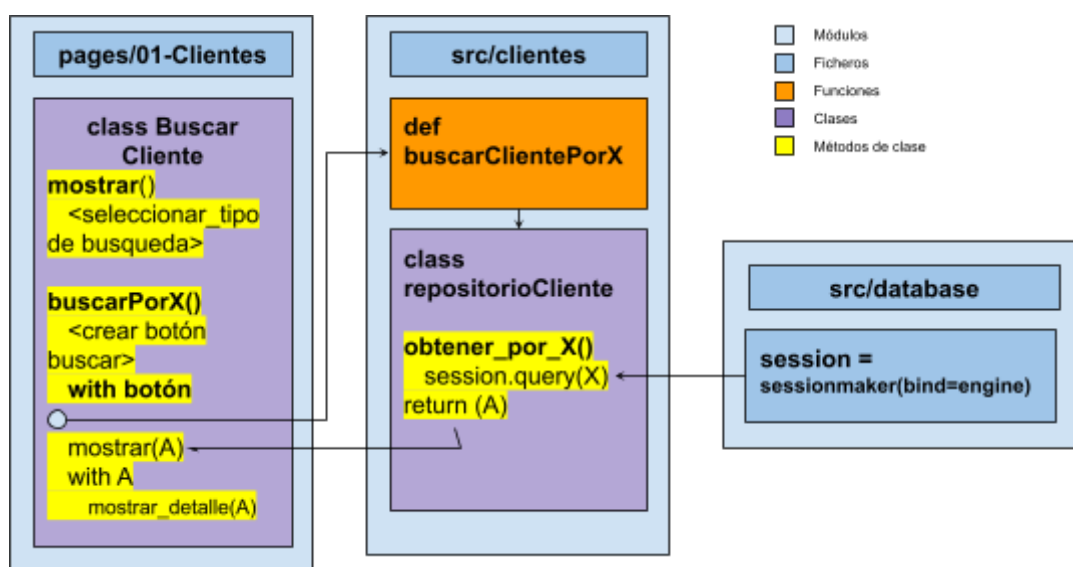 pages/01-Clientes
class Buscar
Cliente
mostrar()
<seleccionar_tipo
de busqueda>
buscarPorX()
<crear botón
buscar>
with botón
mostrar(A)
with A
mostrar_detalle(A)
src/clientes
def
buscarClientePorX
class
repositorioCliente
obtener_por_X()
session.query(X)
return (A)
src/database
session =
sessionmaker(bind=engine)
Módulos
Ficheros
Funciones
Clases
Métodos de clase